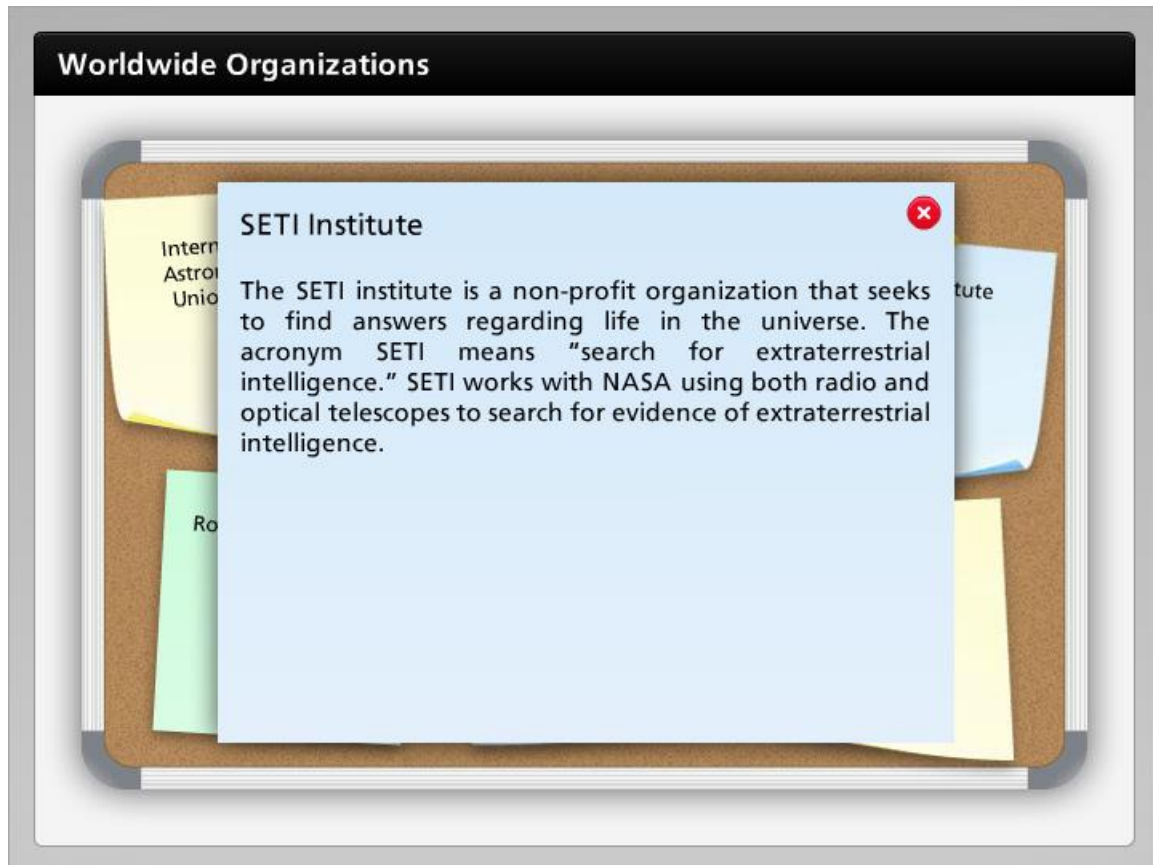 Worldwide Organizations
SETI Institute
The SETI institute is a non-profit organization that seeks
to find answers regarding life in the universe. The
acronym SETI means “search for extraterrestrial
intelligence.” SETI works with NASA using both radio and
optical telescopes to search for evidence of extraterrestrial
intelligence.